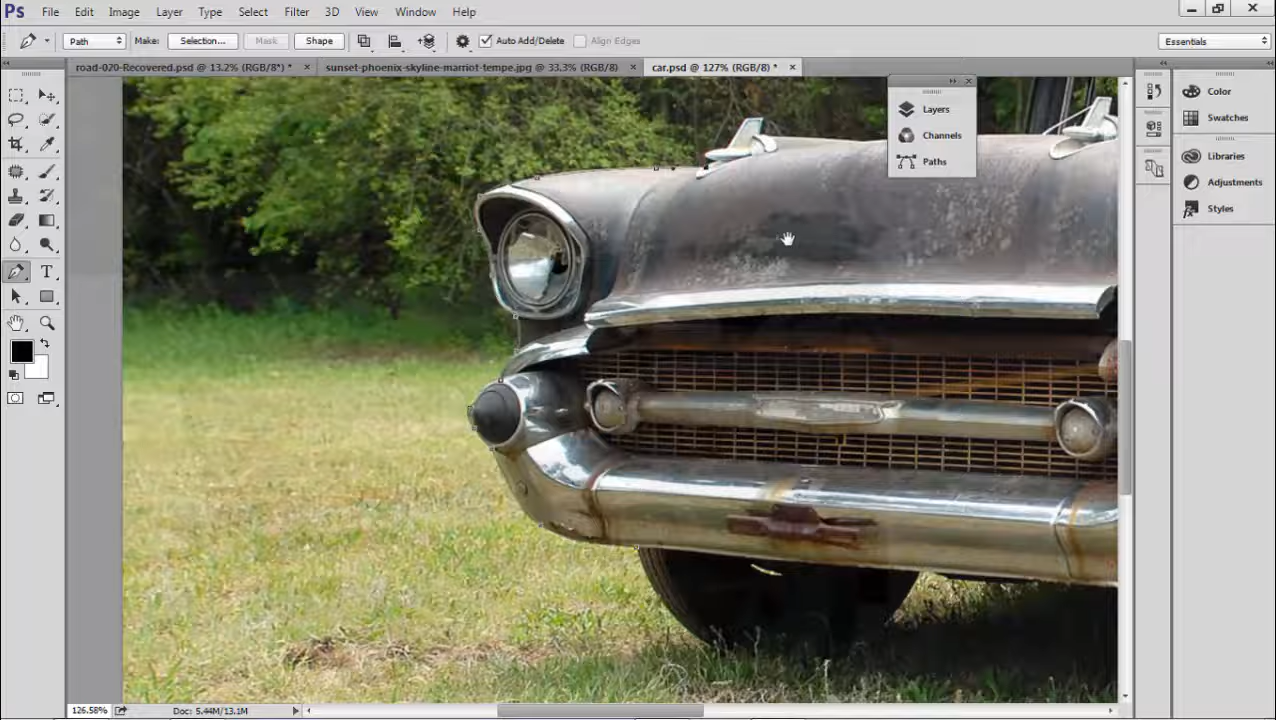 Ps File Edit Image Layer Type Select Filter 3D View Window Help
Path Make: Selection... Mask Shape Auto Add/Delete Align Edges Essentials
road-020-Recovered.psd @ 13.2% (RGB/8*) * × sunset-phoenix-skyline-marriot-tempe.jpg @ 33.3% (RGB/8) × car.psd @ 127% (RGB/8) * ×
Layers
Channels
Paths
Color
Swatches
Libraries
Adjustments
Styles
T
126.58% Doc: 5.44M/13.1M